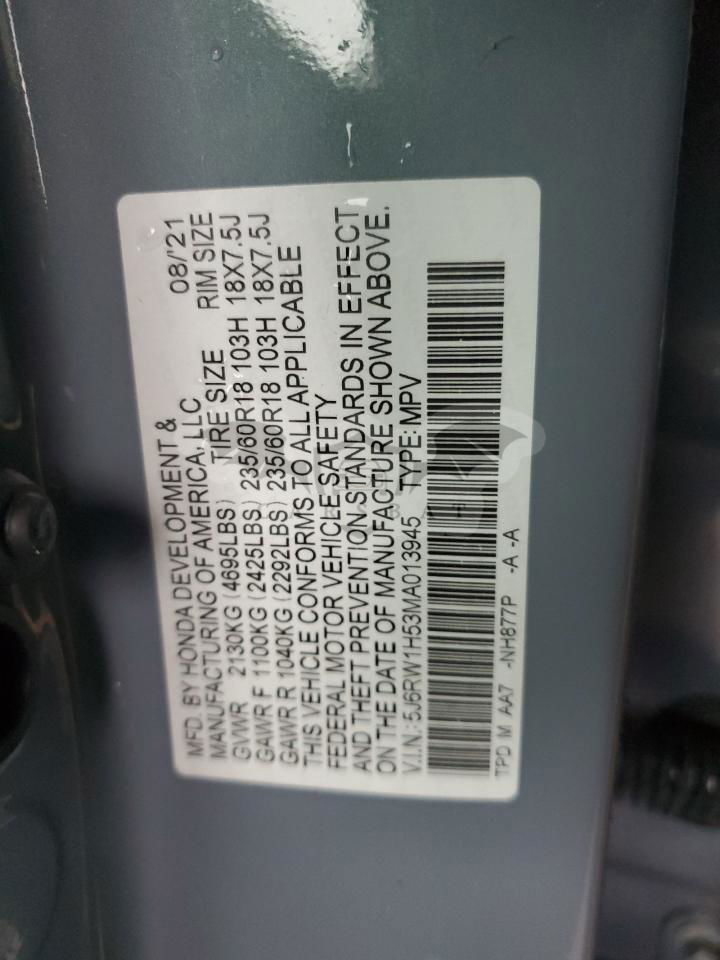 MFD. BY HONDA DEVELOPMENT & 08/'21
MANUFACTURING OF AMERICA, LLC
TIRE SIZE RIM SIZE
GVWR 2130KG (4695LBS)
GAWR F 1100KG (2425LBS) 235/60R18 103H 18X7.5J
GAWR R 1040KG (2292LBS) 235/60R18 103H 18X7.5J
THIS VEHICLE CONFORMS TO ALL APPLICABLE
FEDERAL MOTOR VEHICLE SAFETY
AND THEFT PREVENTION STANDARDS IN EFFECT
ON THE DATE OF MANUFACTURE SHOWN ABOVE.
V.I.N.: 5J6RW1H53MA013945 TYPE: MPV
TPD M AA7 -NH877P -A -A